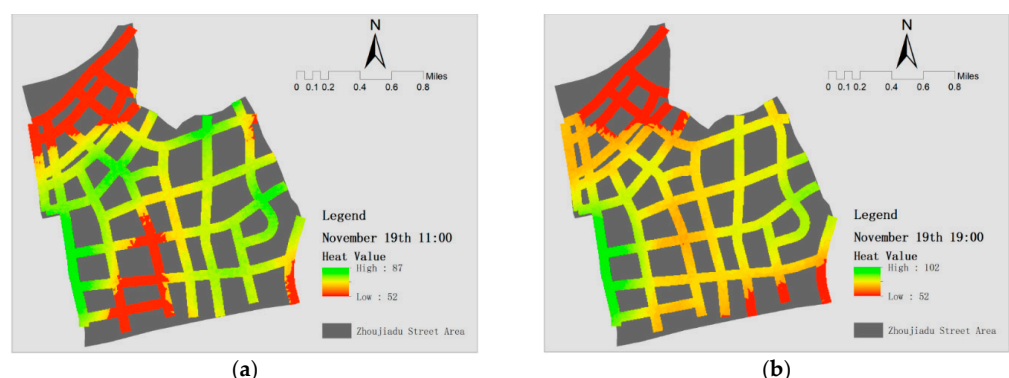 N
0 0.1 0.2 0.4 0.6 0.8 Miles
Legend
November 19th 11:00
Heat Value
High : 87
Low : 52
Zhoujiadu Street Area
(a)
N
0 0.1 0.2 0.4 0.6 0.8 Miles
Legend
November 19th 19:00
Heat Value
High : 102
Low : 52
Zhoujiadu Street Area
(b)